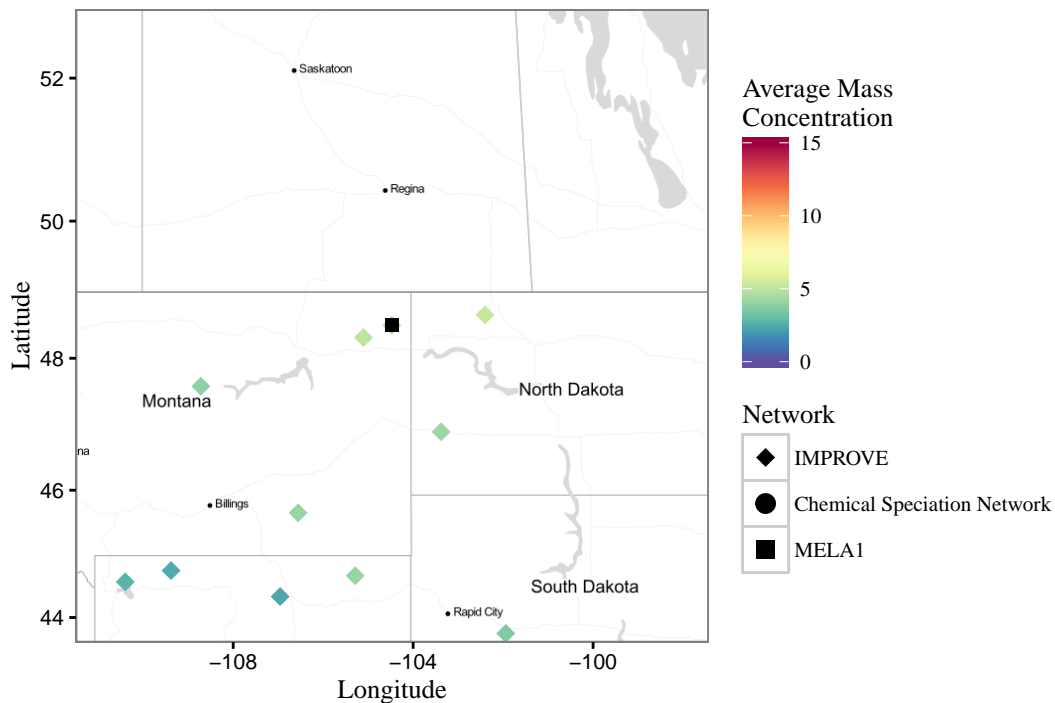 52
50
48
46
44
−108
−104
−100
Latitude
Longitude
Saskatoon
Regina
Montana
North Dakota
na
Billings
South Dakota
Rapid City
Average Mass
Concentration
15
10
5
0
Network
IMPROVE
Chemical Speciation Network
MELA1